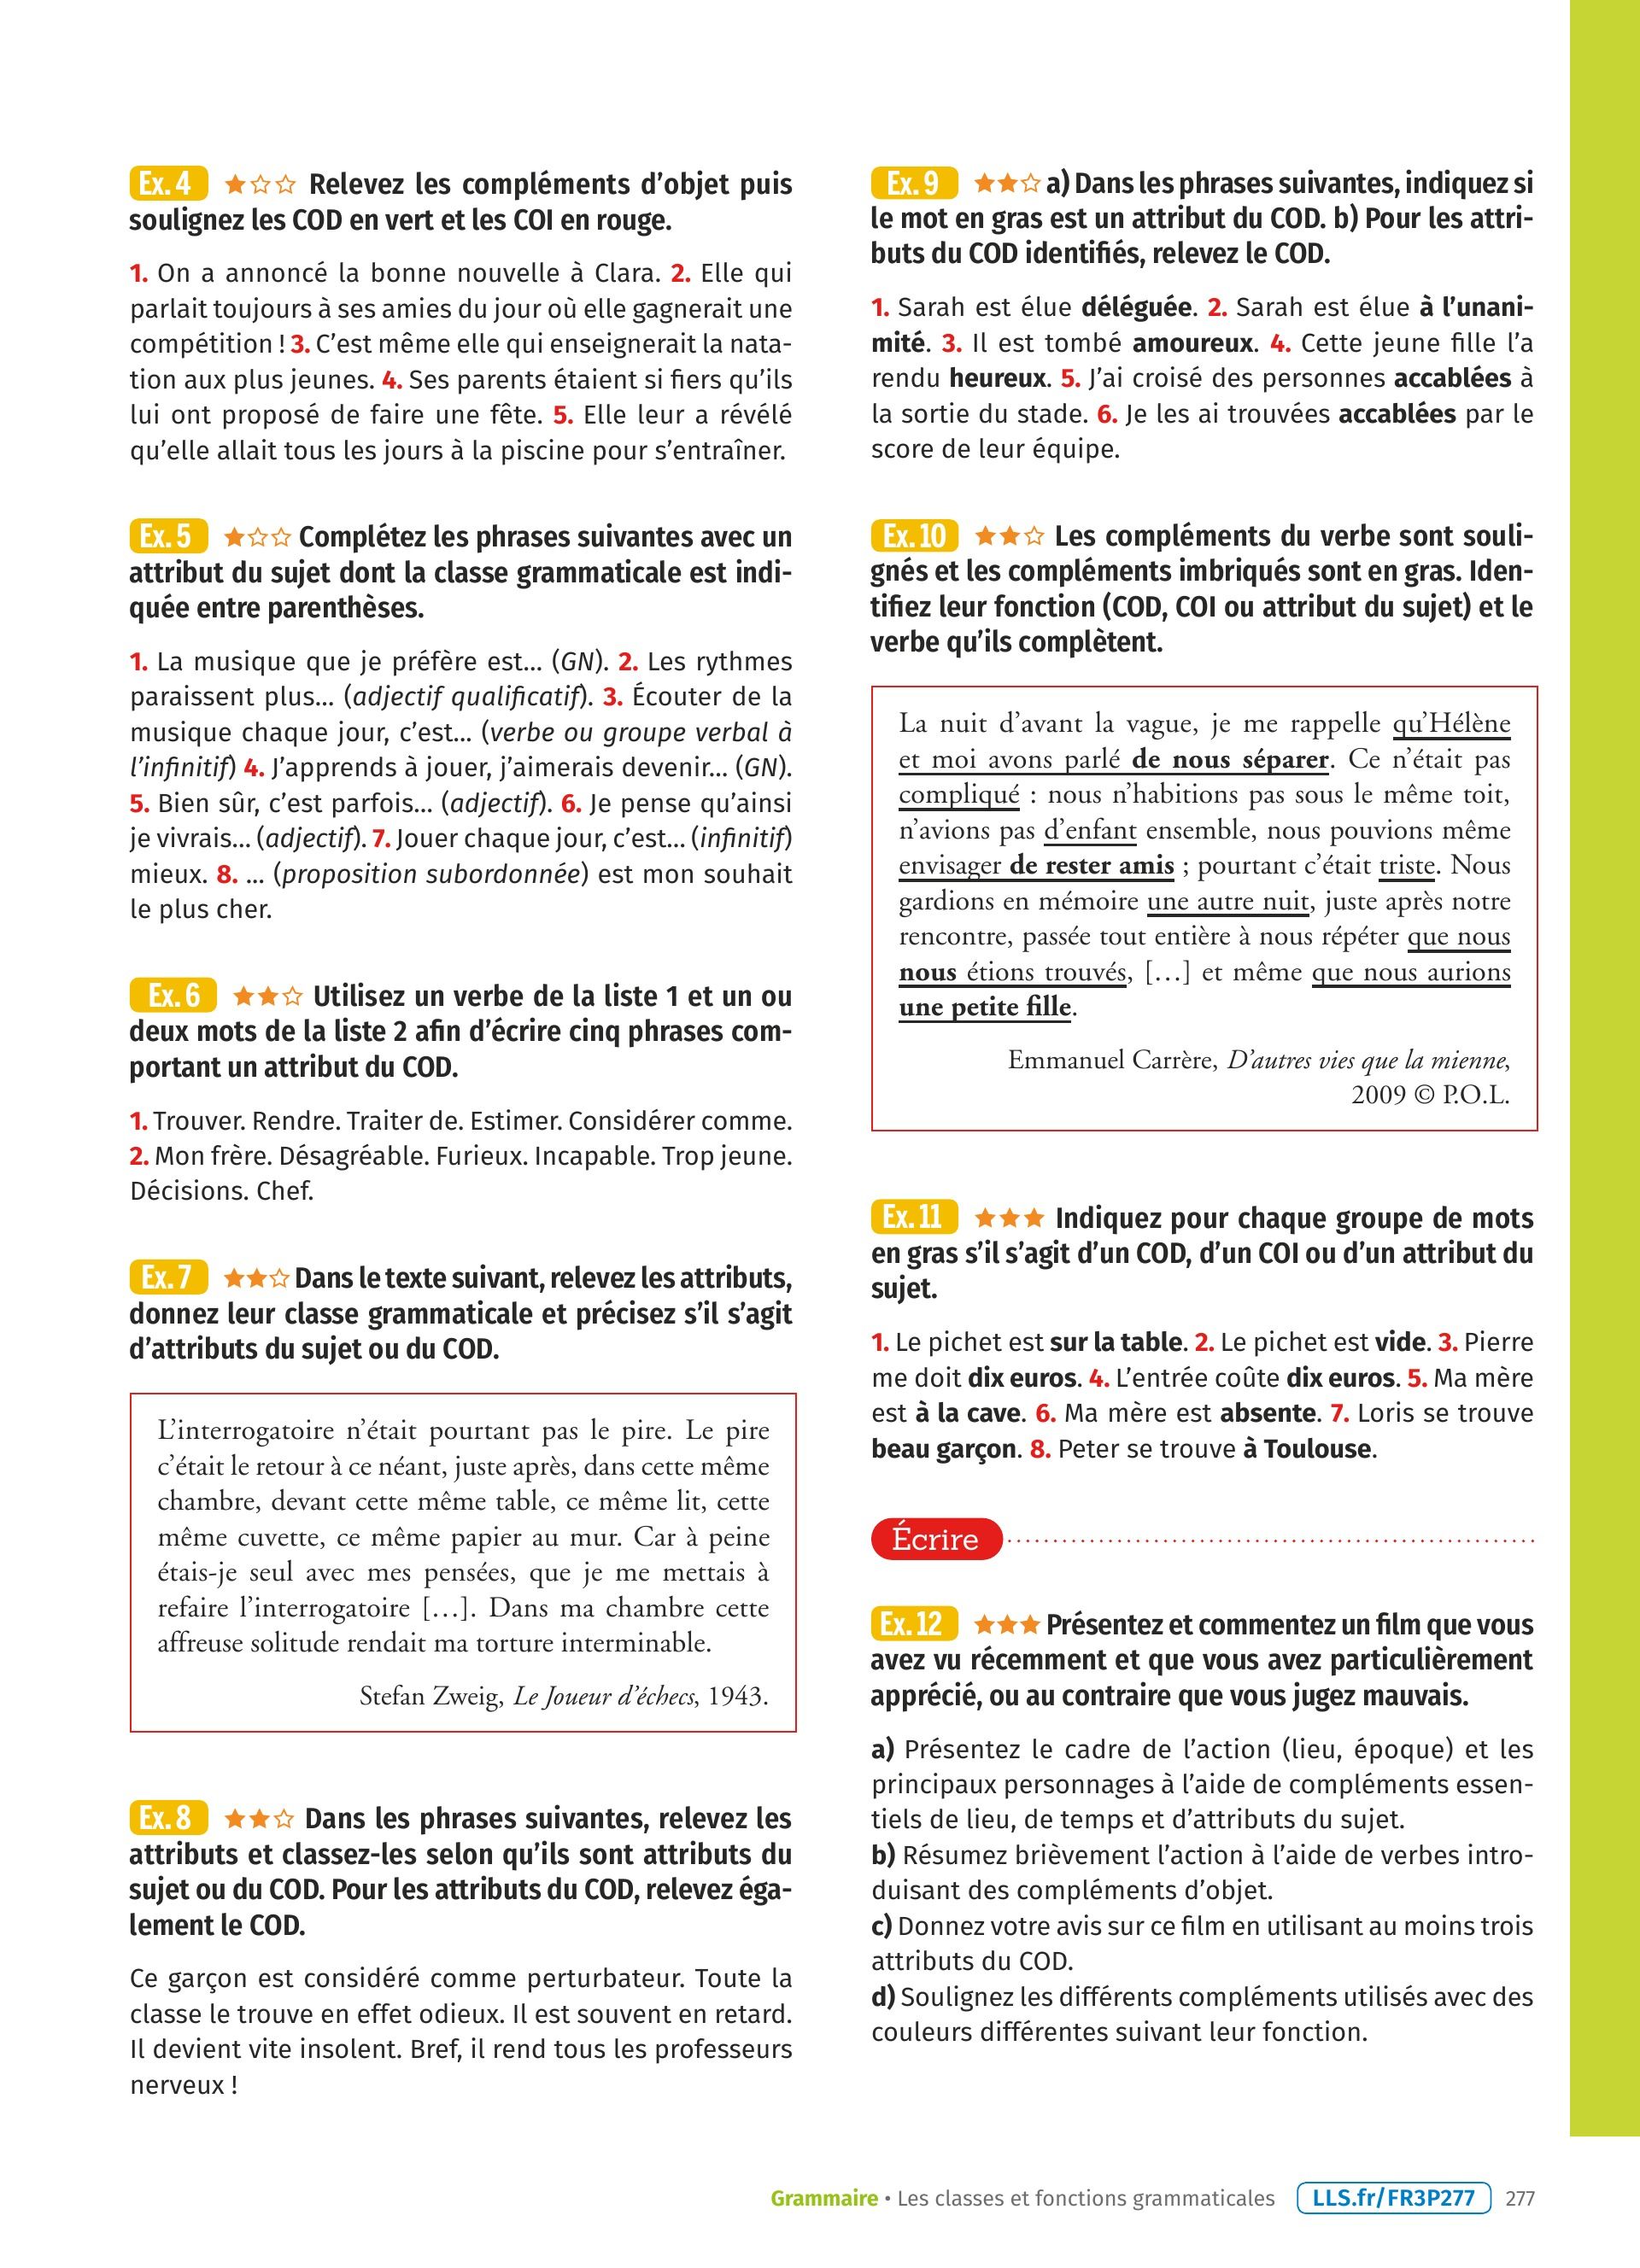 Ex. 4 ★☆☆ Relevez les compléments d’objet puis
soulignez les COD en vert et les COI en rouge.
1. On a annoncé la bonne nouvelle à Clara. 2. Elle qui
parlait toujours à ses amies du jour où elle gagnerait une
compétition ! 3. C’est même elle qui enseignerait la nata-
tion aux plus jeunes. 4. Ses parents étaient si fiers qu’ils
lui ont proposé de faire une fête. 5. Elle leur a révélé
qu’elle allait tous les jours à la piscine pour s’entraîner.
Ex. 5 ★☆☆ Complétez les phrases suivantes avec un
attribut du sujet dont la classe grammaticale est indi-
quée entre parenthèses.
1. La musique que je préfère est... (GN). 2. Les rythmes
paraissent plus... (adjectif qualificatif). 3. Écouter de la
musique chaque jour, c’est... (verbe ou groupe verbal à
l’infinitif) 4. J’apprends à jouer, j’aimerais devenir... (GN).
5. Bien sûr, c’est parfois... (adjectif). 6. Je pense qu’ainsi
je vivrais... (adjectif). 7. Jouer chaque jour, c’est... (infinitif)
mieux. 8. ... (proposition subordonnée) est mon souhait
le plus cher.
Ex. 6 ★★☆ Utilisez un verbe de la liste 1 et un ou
deux mots de la liste 2 afin d’écrire cinq phrases com-
portant un attribut du COD.
1. Trouver. Rendre. Traiter de. Estimer. Considérer comme.
2. Mon frère. Désagréable. Furieux. Incapable. Trop jeune.
Décisions. Chef.
Ex. 7 ★★☆ Dans le texte suivant, relevez les attributs,
donnez leur classe grammaticale et précisez s’il s’agit
d’attributs du sujet ou du COD.
L’interrogatoire n’était pourtant pas le pire. Le pire
c’était le retour à ce néant, juste après, dans cette même
chambre, devant cette même table, ce même lit, cette
même cuvette, ce même papier au mur. Car à peine
étais-je seul avec mes pensées, que je me mettais à
refaire l’interrogatoire [...]. Dans ma chambre cette
affreuse solitude rendait ma torture interminable.
Stefan Zweig, Le Joueur d’échecs, 1943.
Ex. 8 ★★☆ Dans les phrases suivantes, relevez les
attributs et classez-les selon qu’ils sont attributs du
sujet ou du COD. Pour les attributs du COD, relevez éga-
lement le COD.
Ce garçon est considéré comme perturbateur. Toute la
classe le trouve en effet odieux. Il est souvent en retard.
Il devient vite insolent. Bref, il rend tous les professeurs
nerveux !
Ex. 9 ★★☆ a) Dans les phrases suivantes, indiquez si
le mot en gras est un attribut du COD. b) Pour les attri-
buts du COD identifiés, relevez le COD.
1. Sarah est élue déléguée. 2. Sarah est élue à l’unani-
mité. 3. Il est tombé amoureux. 4. Cette jeune fille l’a
rendu heureux. 5. J’ai croisé des personnes accablées à
la sortie du stade. 6. Je les ai trouvées accablées par le
score de leur équipe.
Ex. 10 ★★☆ Les compléments du verbe sont souli-
gnés et les compléments imbriqués sont en gras. Iden-
tifiez leur fonction (COD, COI ou attribut du sujet) et le
verbe qu’ils complètent.
La nuit d’avant la vague, je me rappelle qu’Hélène
et moi avons parlé de nous séparer. Ce n’était pas
compliqué : nous n’habitions pas sous le même toit,
n’avions pas d’enfant ensemble, nous pouvions même
envisager de rester amis ; pourtant c’était triste. Nous
gardions en mémoire une autre nuit, juste après notre
rencontre, passée tout entière à nous répéter que nous
nous étions trouvés, [...] et même que nous aurions
une petite fille.
Emmanuel Carrère, D’autres vies que la mienne,
2009 © P.O.L.
Ex. 11 ★★★ Indiquez pour chaque groupe de mots
en gras s’il s’agit d’un COD, d’un COI ou d’un attribut du
sujet.
1. Le pichet est sur la table. 2. Le pichet est vide. 3. Pierre
me doit dix euros. 4. L’entrée coûte dix euros. 5. Ma mère
est à la cave. 6. Ma mère est absente. 7. Loris se trouve
beau garçon. 8. Peter se trouve à Toulouse.
Écrire
Ex. 12 ★★★ Présentez et commentez un film que vous
avez vu récemment et que vous avez particulièrement
apprécié, ou au contraire que vous jugez mauvais.
a) Présentez le cadre de l’action (lieu, époque) et les
principaux personnages à l’aide de compléments essen-
tiels de lieu, de temps et d’attributs du sujet.
b) Résumez brièvement l’action à l’aide de verbes intro-
duisant des compléments d’objet.
c) Donnez votre avis sur ce film en utilisant au moins trois
attributs du COD.
d) Soulignez les différents compléments utilisés avec des
couleurs différentes suivant leur fonction.
Grammaire • Les classes et fonctions grammaticales LLS.fr/FR3P277 277